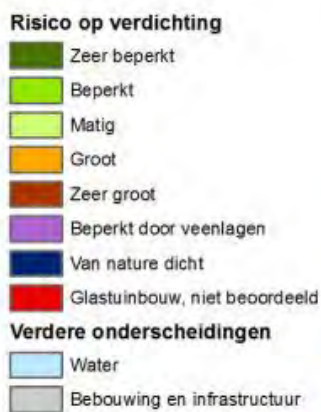 Risico op verdichting
Zeer beperkt
Beperkt
Matig
Groot
Zeer groot
Beperkt door veenlagen
Van nature dicht
Glastuinbouw, niet beoordeeld
Verdere onderscheidingen
Water
Bebouwing en infrastructuur